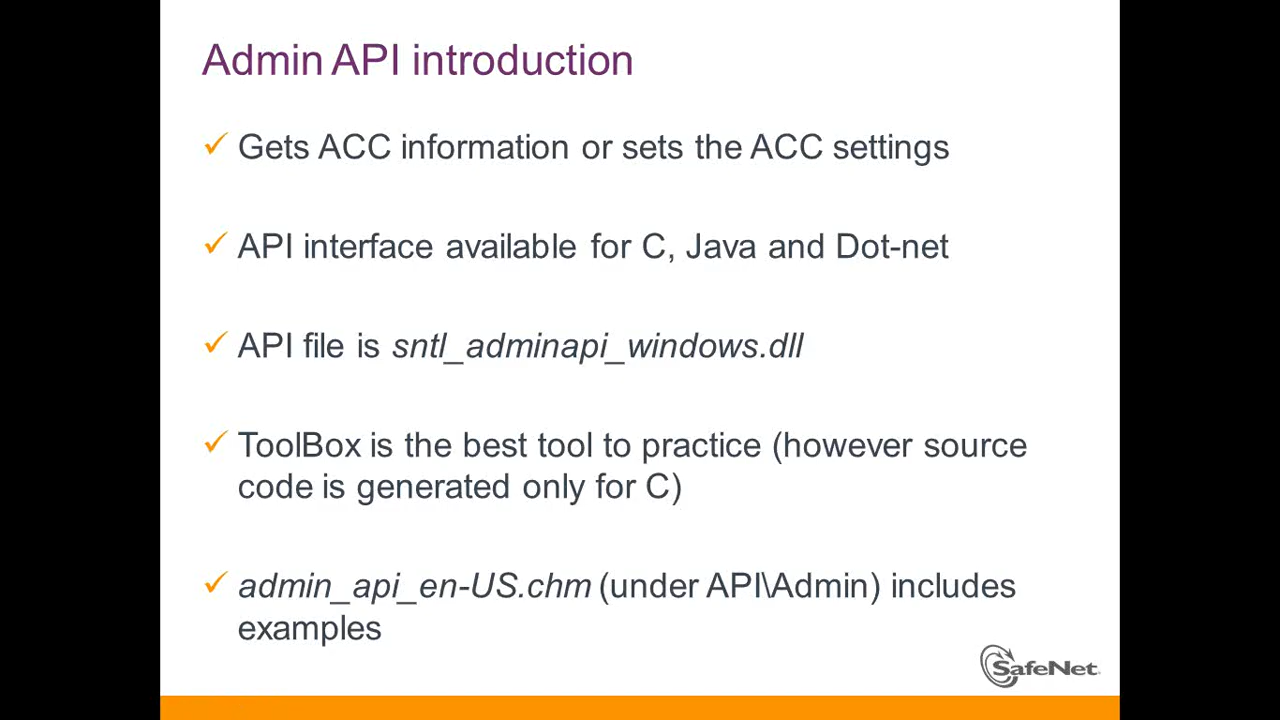 Admin API introduction
✓ Gets ACC information or sets the ACC settings
✓ API interface available for C, Java and Dot-net
✓ API file is sntl_adminapi_windows.dll
✓ ToolBox is the best tool to practice (however source
code is generated only for C)
✓ admin_api_en-US.chm (under API\Admin) includes
examples
SafeNet